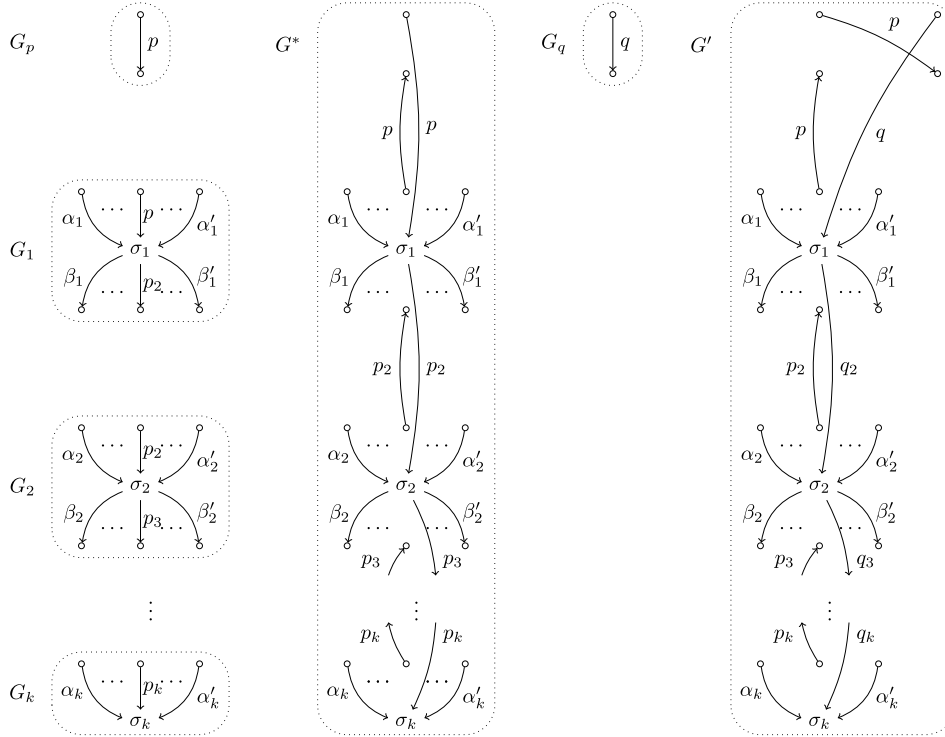 G_p p G* G_q q G′ p
p p p q
G_1 α_1 ... p ... α′_1 α_1 ... ... α′_1 α_1 ... ... α′_1
σ_1 σ_1 σ_1
β_1 ... p_2 ... β′_1 β_1 ... ... β′_1 β_1 ... ... β′_1
p_2 p_2 p_2 q_2
G_2 α_2 ... p_2 ... α′_2 α_2 ... ... α′_2 α_2 ... ... α′_2
σ_2 σ_2 σ_2
β_2 ... p_3 ... β′_2 β_2 ... ... β′_2 β_2 ... ... β′_2
p_3 p_3 p_3 q_3
⋮ ⋮ ⋮
p_k p_k p_k q_k
G_k α_k ... p_k ... α′_k α_k ... ... α′_k α_k ... ... α′_k
σ_k σ_k σ_k